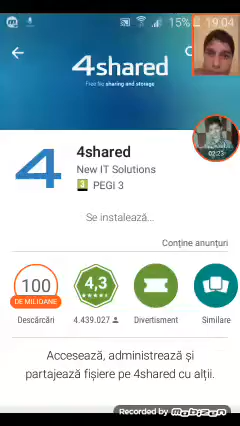 15% 19:04
4shared
Free file sharing and storage
4shared
New IT Solutions
3 PEGI 3
Se instalează...
Conține anunțuri
100
DE MILIOANE
4,3
Descărcări
4.439.027
Divertisment
Similare
02:23
Accesează, administrează și
partajează fișiere pe 4shared cu alții.
Recorded by mobizen